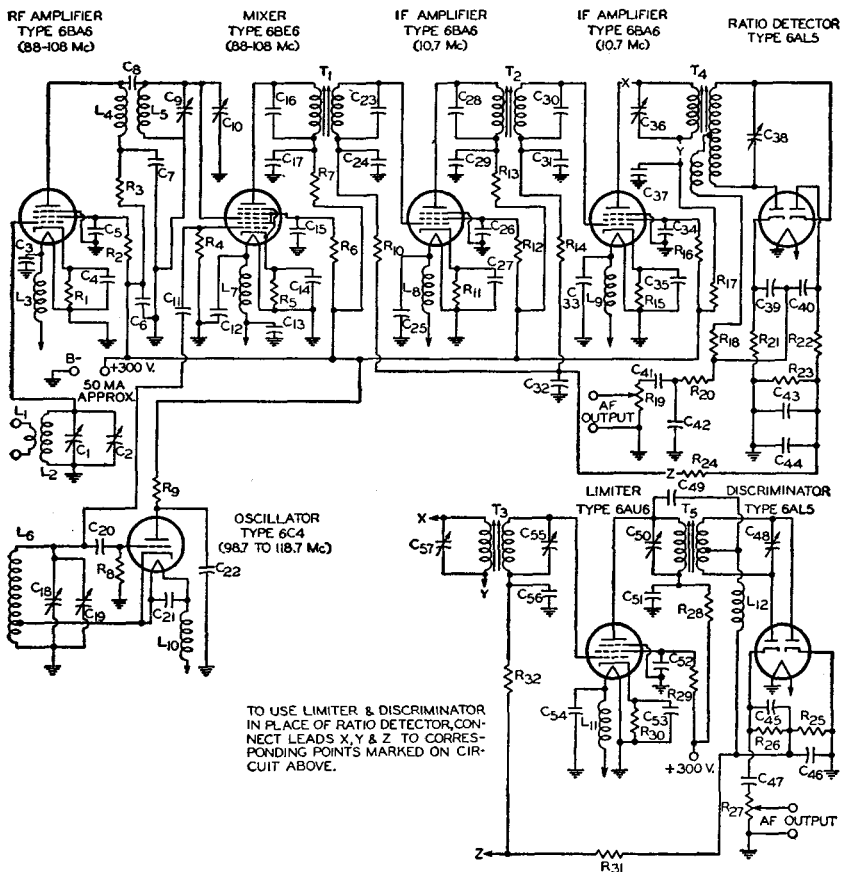 RF AMPLIFIER
TYPE 6BA6
(88-108 Mc)
MIXER
TYPE 6BE6
(88-108 Mc)
IF AMPLIFIER
TYPE 6BA6
(10.7 Mc)
IF AMPLIFIER
TYPE 6BA6
(10.7 Mc)
RATIO DETECTOR
TYPE 6AL5
C8
L4
L5
C9
C10
C16
T1
C23
C28
T2
C30
X
C36
T4
C38
R3
C7
C17
R7
C24
C29
R13
C31
Y
C37
C3
C5
R2
R4
C15
R6
R10
C26
R12
R14
C34
R16
R17
L3
C4
R1
C6
C11
L7
C12
R5
C14
C13
L8
C25
R11
C27
C33
L9
C35
R15
C39
C40
R18
R21
R22
B-
+300 V.
50 MA
APPROX.
C32
C41
R19
R20
AF
OUTPUT
C42
R23
C43
C44
L1
L2
C1
C2
Z
R24
R9
L6
C20
OSCILLATOR
TYPE 6C4
(98.7 TO 118.7 Mc)
R8
C18
C19
C21
C22
L10
LIMITER
TYPE 6AU6
C49
DISCRIMINATOR
TYPE 6AL5
X
C57
T3
C55
Y
C56
C50
T5
C48
C51
R28
L12
R32
C52
R29
C54
L11
C53
R30
+300 V.
C45
R26
R25
C46
C47
R27
AF OUTPUT
Z
R31
TO USE LIMITER & DISCRIMINATOR
IN PLACE OF RATIO DETECTOR, CON-
NECT LEADS X, Y & Z TO CORRES-
PONDING POINTS MARKED ON CIR-
CUIT ABOVE.